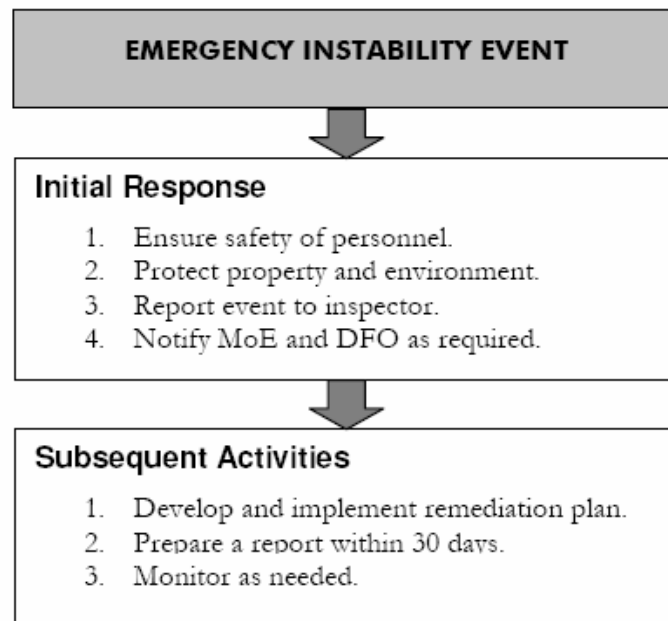 EMERGENCY INSTABILITY EVENT
Initial Response
1. Ensure safety of personnel.
2. Protect property and environment.
3. Report event to inspector.
4. Notify MoE and DFO as required.
Subsequent Activities
1. Develop and implement remediation plan.
2. Prepare a report within 30 days.
3. Monitor as needed.